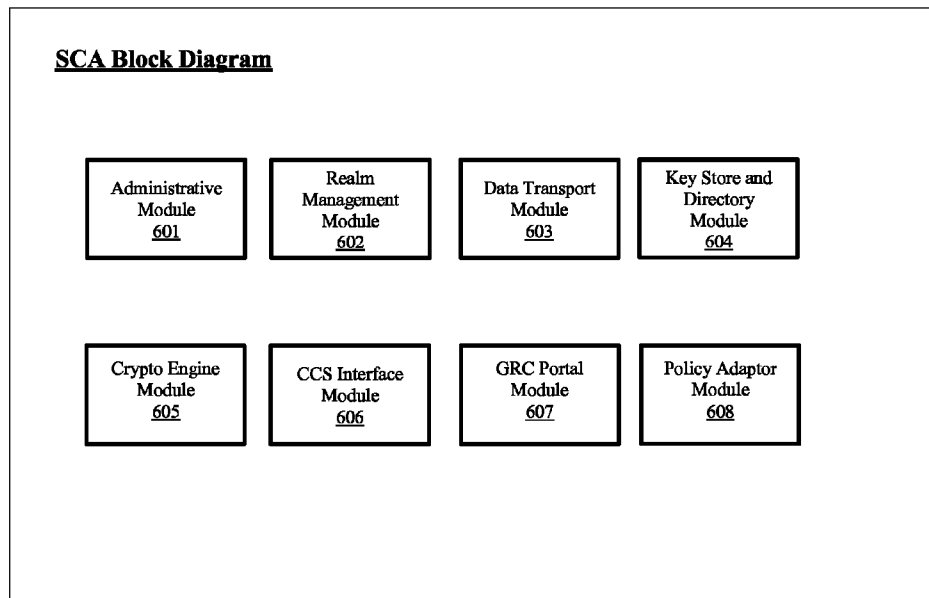 SCA Block Diagram
Administrative
Module
601
Realm
Management
Module
602
Data Transport
Module
603
Key Store and
Directory
Module
604
Crypto Engine
Module
605
CCS Interface
Module
606
GRC Portal
Module
607
Policy Adaptor
Module
608